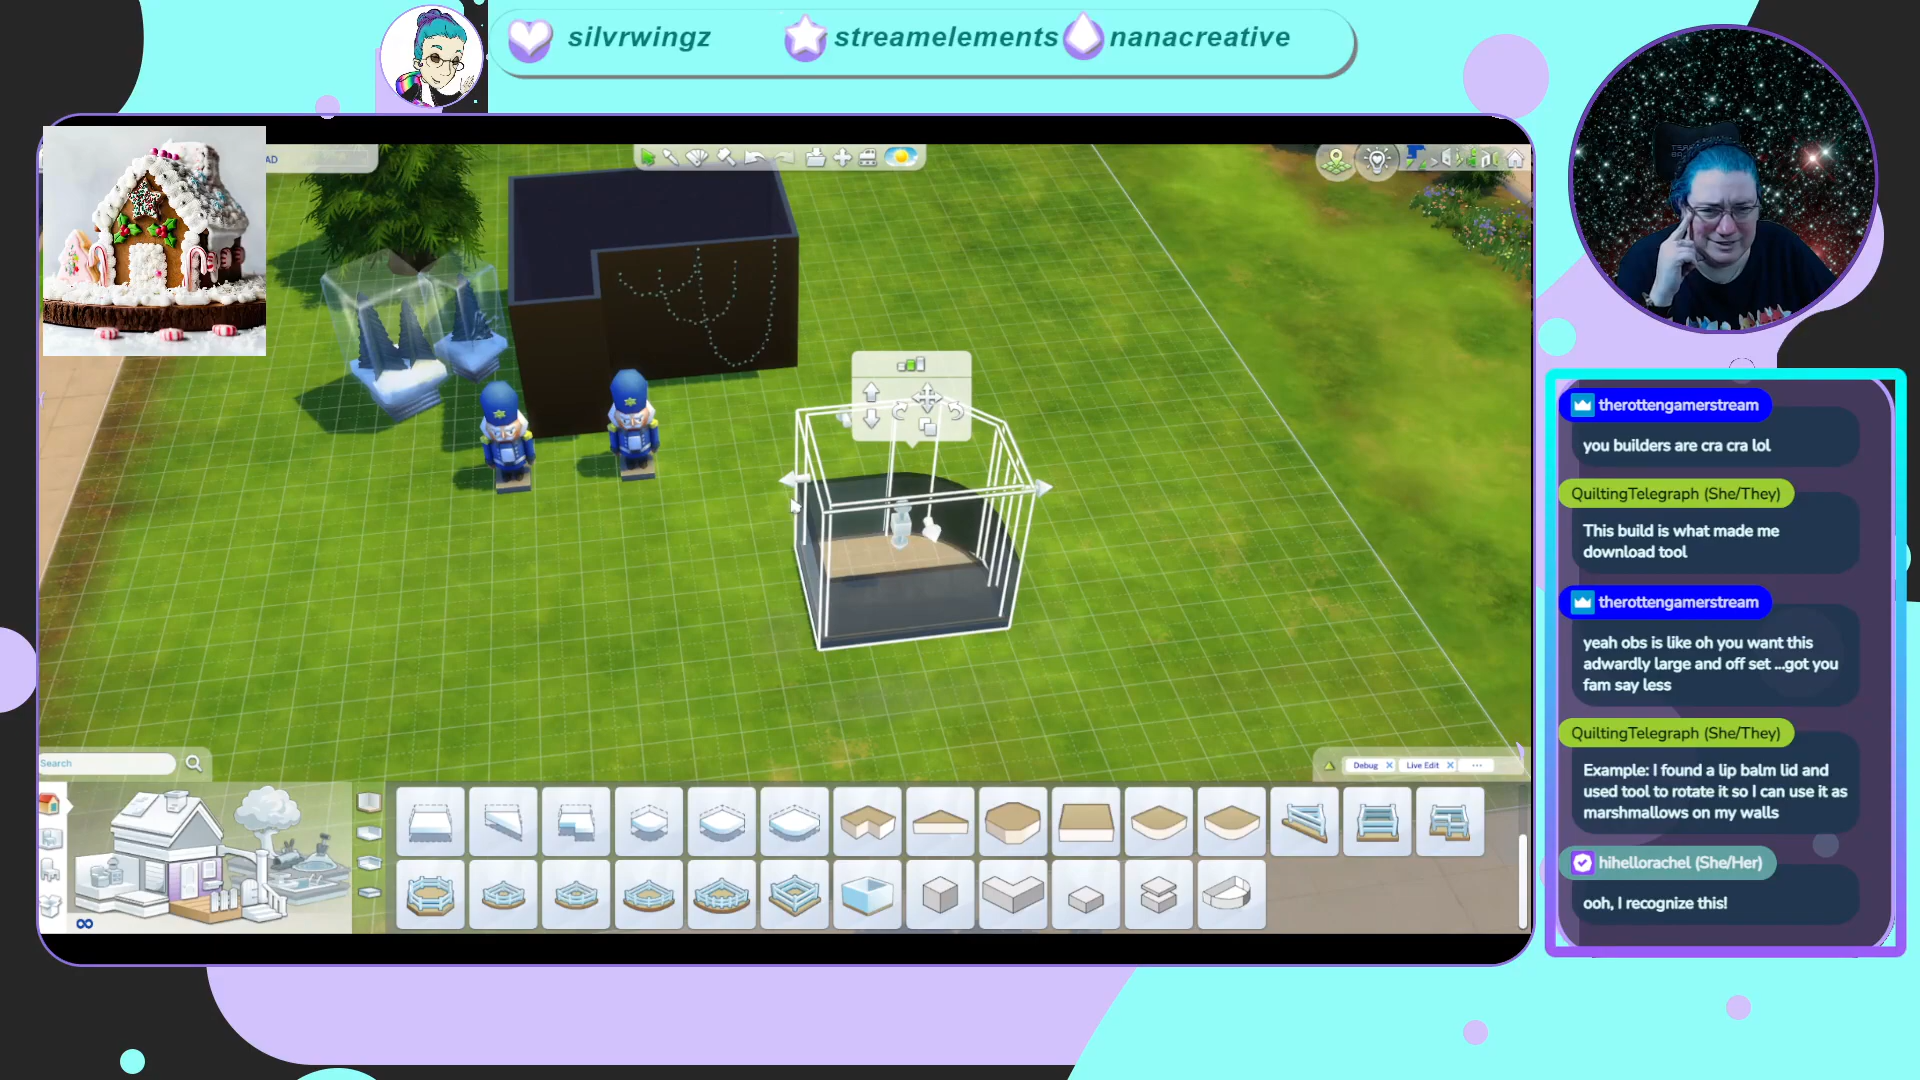 silvrwingz
streamelements
nanacreative
AD
Search
Debug
Live Edit
therottengamerstream
you builders are cra cra lol
QuiltingTelegraph (She/They)
This build is what made me
download tool
therottengamerstream
yeah obs is like oh you want this
adwardly large and off set ...got you
fam say less
QuiltingTelegraph (She/They)
Example: I found a lip balm lid and
used tool to rotate it so I can use it as
marshmallows on my walls
hihellorachel (She/Her)
ooh, I recognize this!